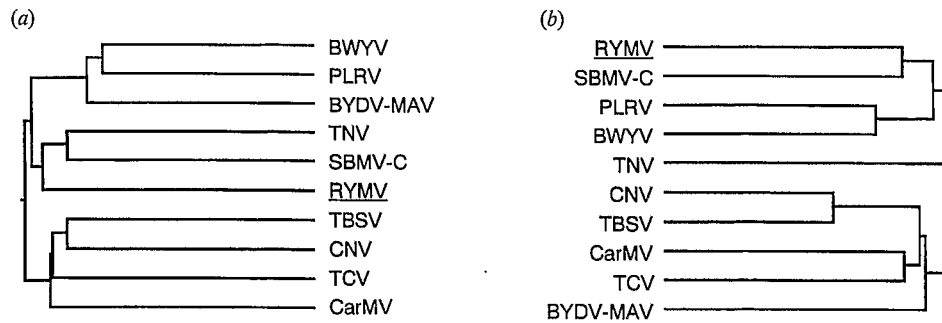 (a)
BWYV
PLRV
BYDV-MAV
TNV
SBMV-C
RYMV
TBSV
CNV
TCV
CarMV
(b)
RYMV
SBMV-C
PLRV
BWYV
TNV
CNV
TBSV
CarMV
TCV
BYDV-MAV